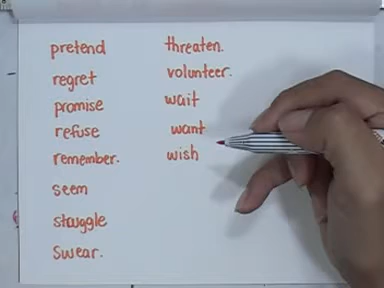 pretend
regret
promise
refuse
remember.
seem
struggle
swear.
threaten.
volunteer.
wait
want
wish